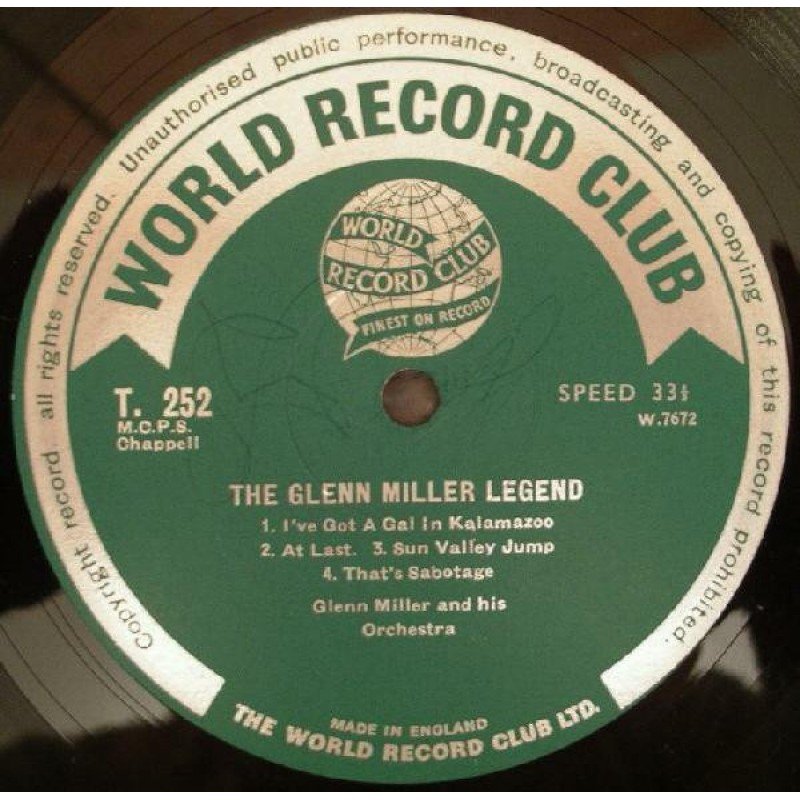 Copyright record, all rights reserved. Unauthorised public performance, broadcasting and copying of this record prohibited.
WORLD RECORD CLUB
WORLD
RECORD CLUB
FINEST ON RECORD
T. 252
M.C.P.S.
Chappell
SPEED 33⅓
W.7672
THE GLENN MILLER LEGEND
1. I've Got A Gal In Kalamazoo
2. At Last. 3. Sun Valley Jump
4. That's Sabotage
Glenn Miller and his
Orchestra
MADE IN ENGLAND
THE WORLD RECORD CLUB LTD.